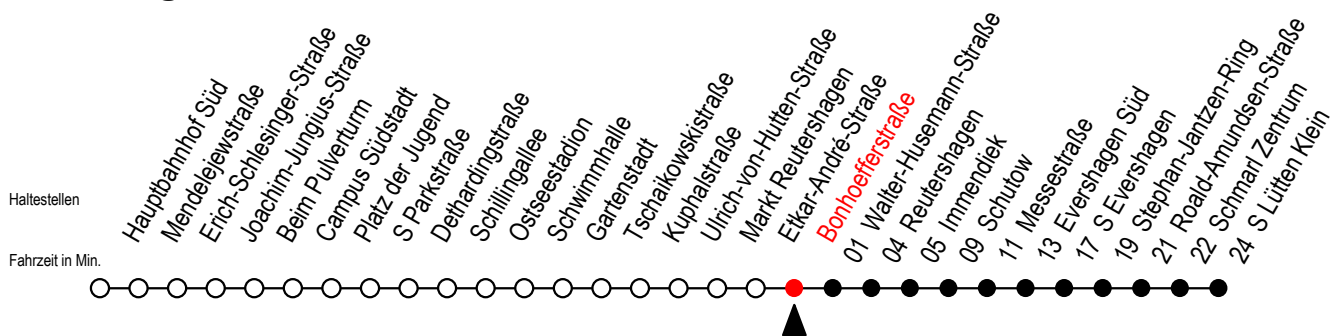 Haltestellen
Fahrzeit in Min.
Hauptbahnhof Süd
Mendelejewstraße
Erich-Schlesinger-Straße
Joachim-Jungius-Straße
Beim Pulverturm
Campus Südstadt
Platz der Jugend
S Parkstraße
Dethardingstraße
Schillingallee
Ostseestadion
Schwimmhalle
Gartenstadt
Tschaikowskistraße
Kuphalstraße
Ulrich-von-Hutten-Straße
Markt Reutershagen
Etkar-André-Straße
Bonhoefferstraße
01 Walter-Husemann-Straße
04 Reutershagen
05 Immendiek
09 Schutow
11 Messestraße
13 Evershagen Süd
17 S Evershagen
19 Stephan-Jantzen-Ring
21 Roald-Amundsen-Straße
22 Schmarl Zentrum
24 S Lütten Klein